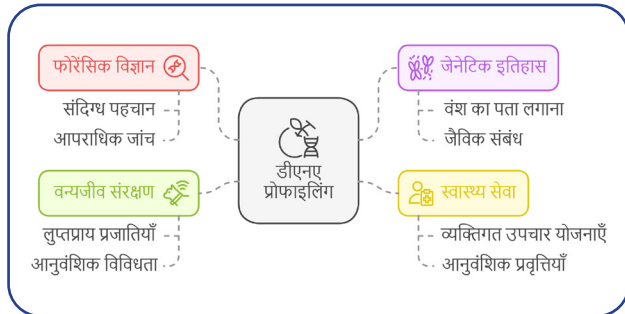 फोरेंसिक विज्ञान
संदिग्ध पहचान
आपराधिक जांच
जेनेटिक इतिहास
वंश का पता लगाना
जैविक संबंध
डीएनए
प्रोफाइलिंग
वन्यजीव संरक्षण
लुप्तप्राय प्रजातियाँ
आनुवंशिक विविधता
स्वास्थ्य सेवा
व्यक्तिगत उपचार योजनाएँ
आनुवंशिक प्रवृत्तियाँ